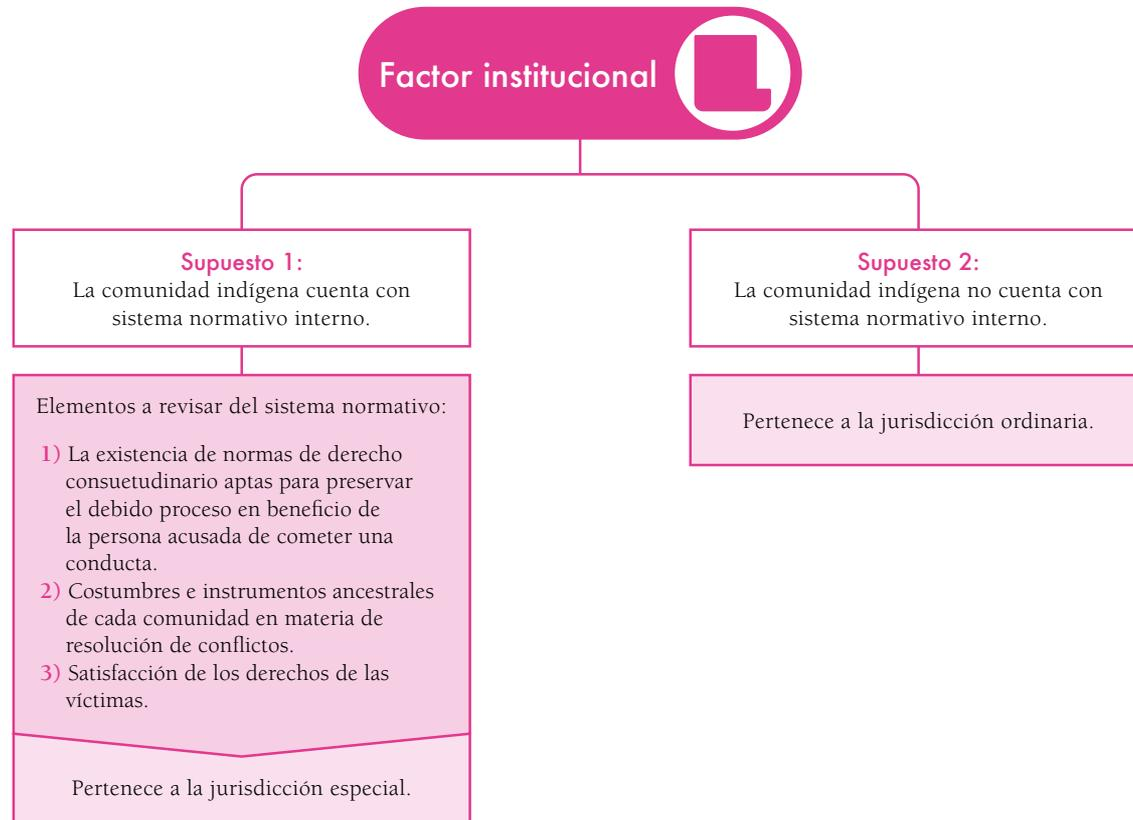 Factor institucional
Supuesto 1:
La comunidad indígena cuenta con
sistema normativo interno.
Elementos a revisar del sistema normativo:
1) La existencia de normas de derecho
consuetudinario aptas para preservar
el debido proceso en beneficio de
la persona acusada de cometer una
conducta.
2) Costumbres e instrumentos ancestrales
de cada comunidad en materia de
resolución de conflictos.
3) Satisfacción de los derechos de las
víctimas.
Pertenece a la jurisdicción especial.
Supuesto 2:
La comunidad indígena no cuenta con
sistema normativo interno.
Pertenece a la jurisdicción ordinaria.